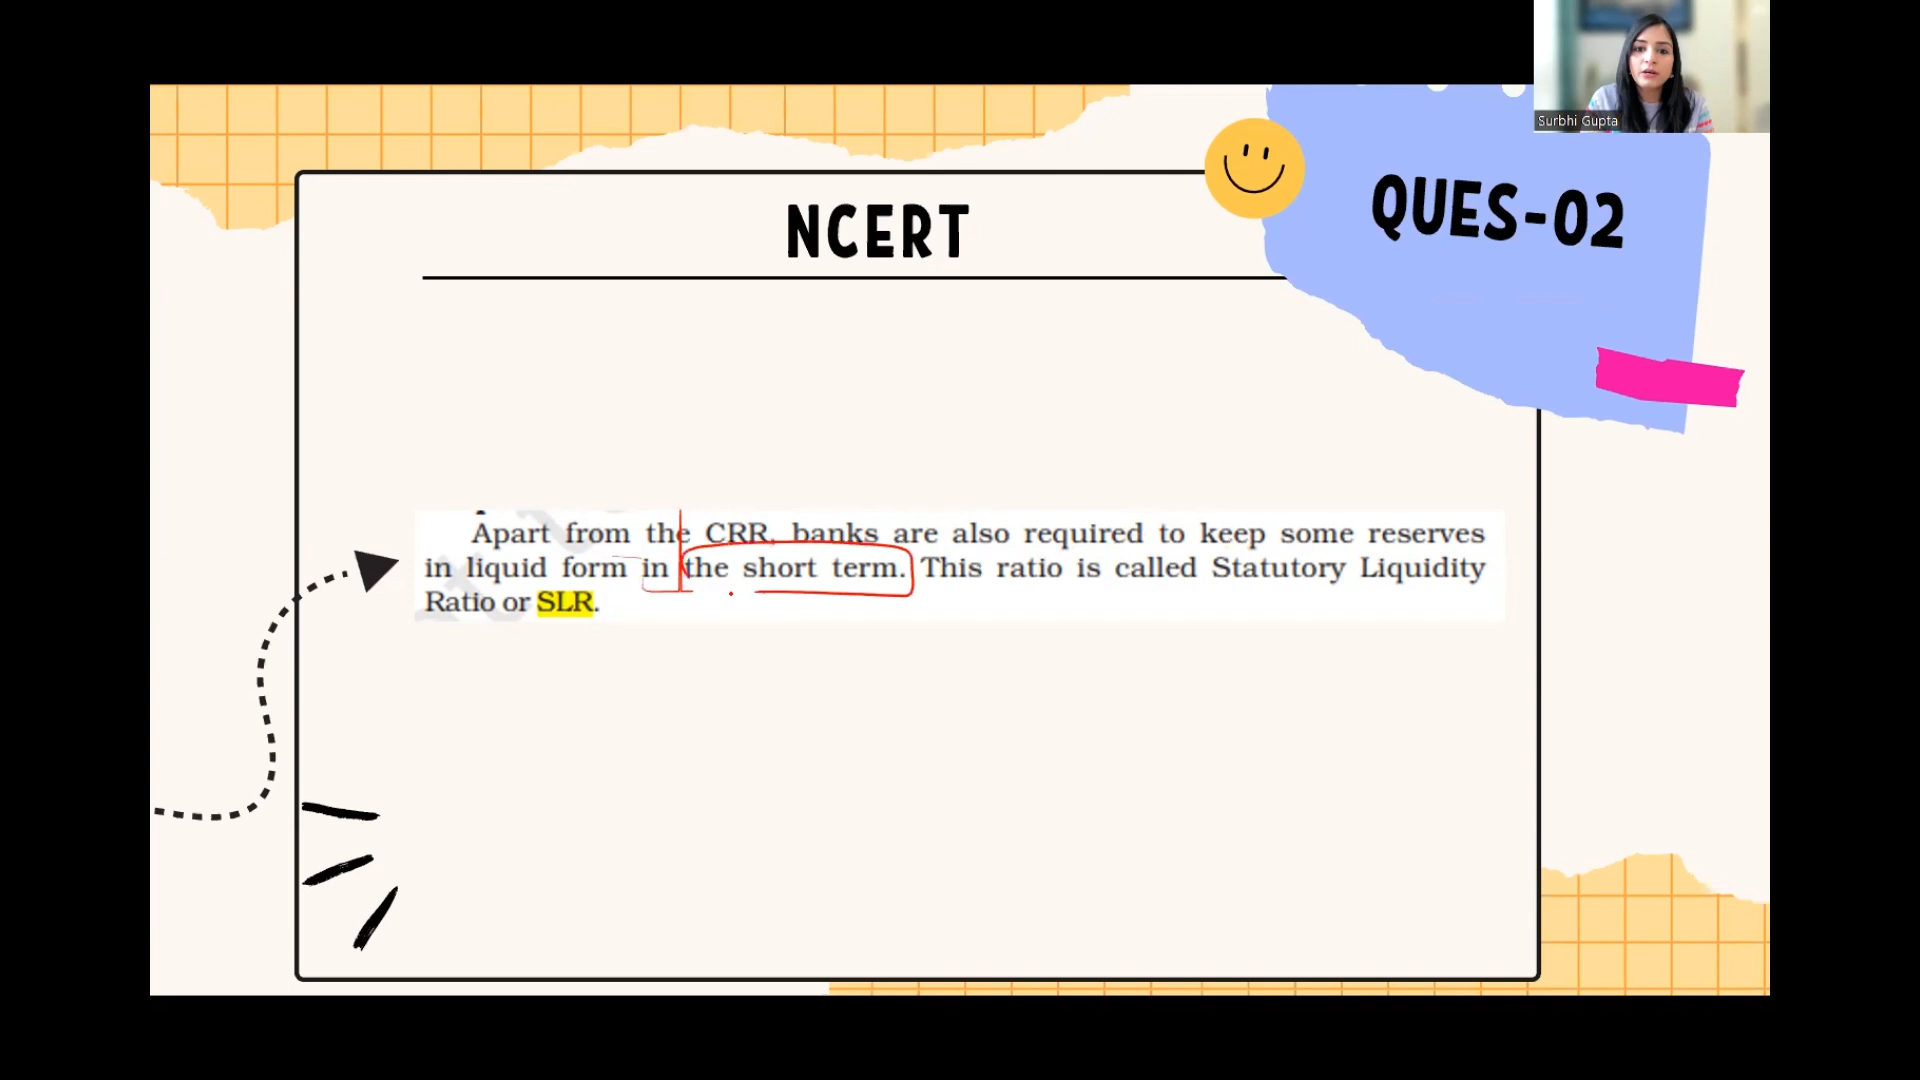 Surbhi Gupta
QUES-02
NCERT
Apart from the CRR, banks are also required to keep some reserves
in liquid form in the short term. This ratio is called Statutory Liquidity
Ratio or SLR.